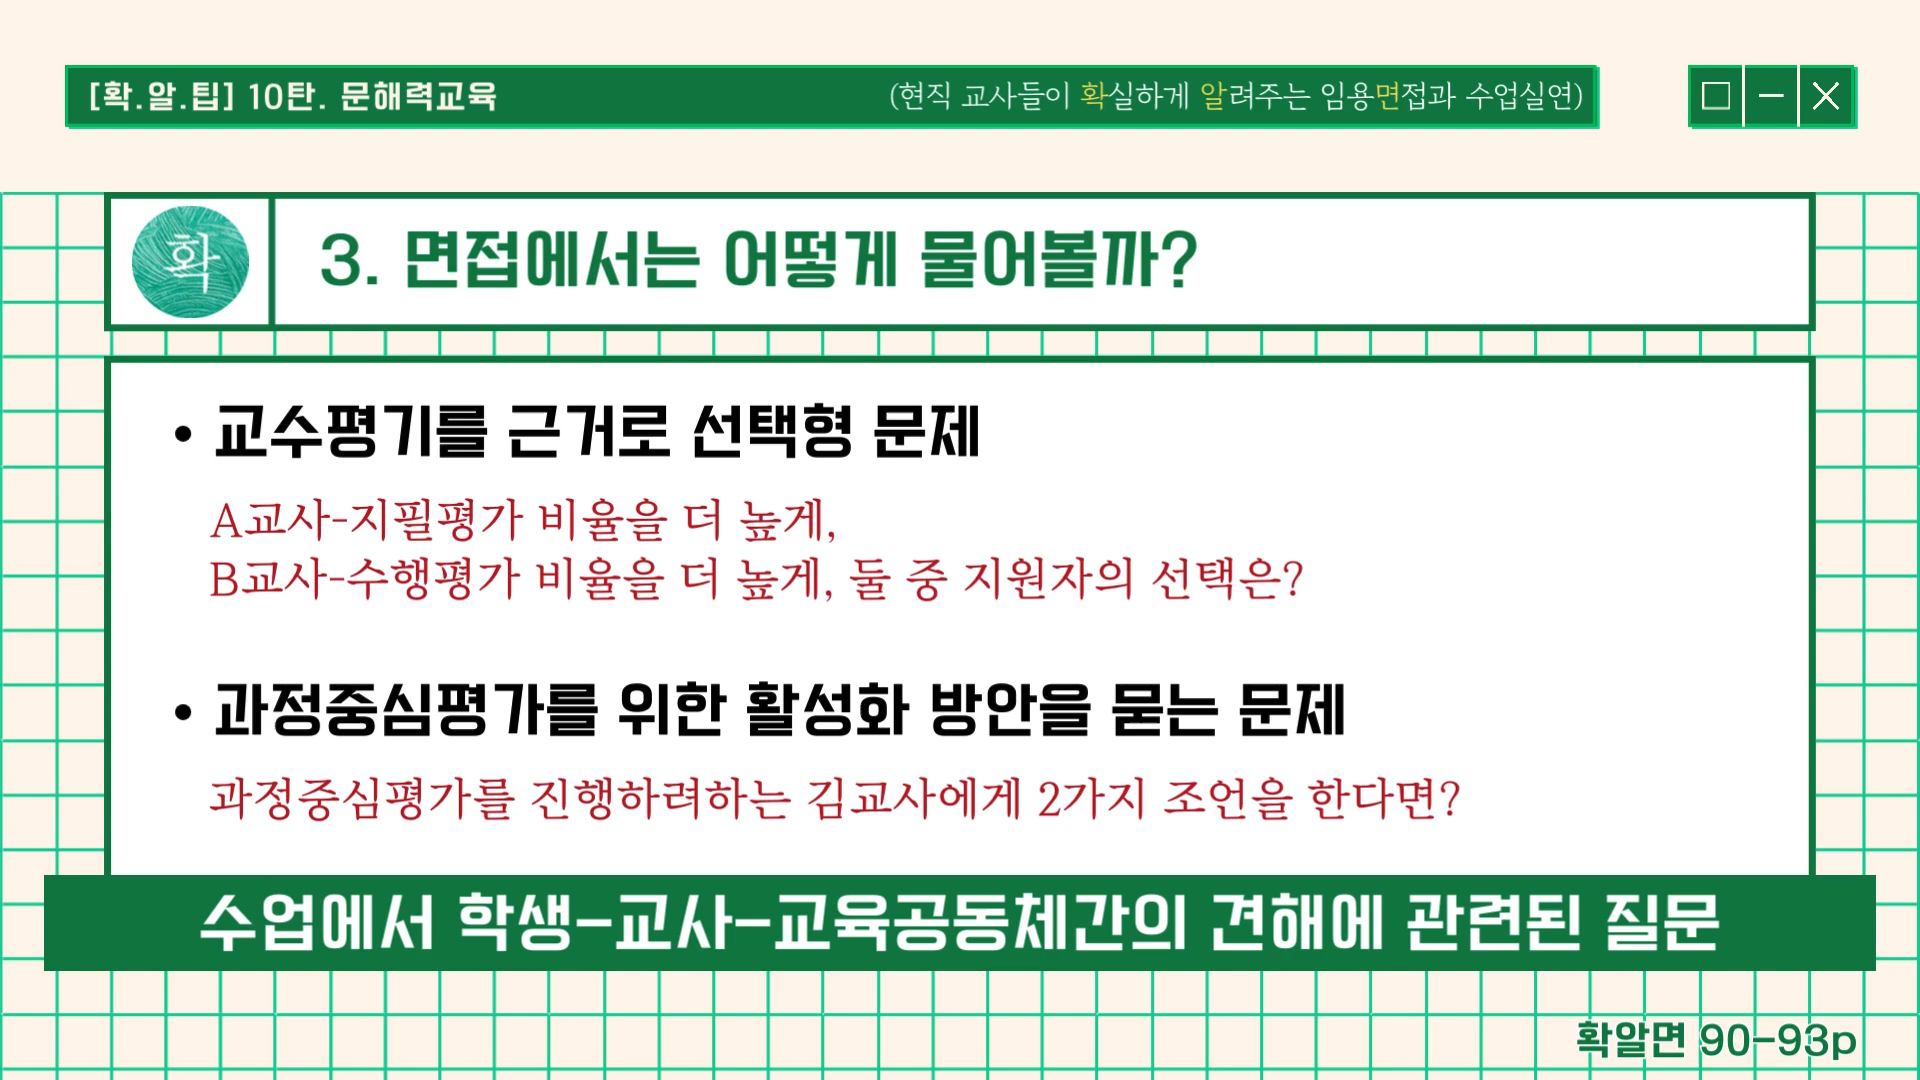 [확.알.팁] 10탄. 문해력교육
(현직 교사들이 확실하게 알려주는 임용면접과 수업실연)
확
3. 면접에서는 어떻게 물어볼까?
• 교수평기를 근거로 선택형 문제
A교사-지필평가 비율을 더 높게,
B교사-수행평가 비율을 더 높게, 둘 중 지원자의 선택은?
• 과정중심평가를 위한 활성화 방안을 묻는 문제
과정중심평가를 진행하려하는 김교사에게 2가지 조언을 한다면?
수업에서 학생-교사-교육공동체간의 견해에 관련된 질문
확알면 90-93p